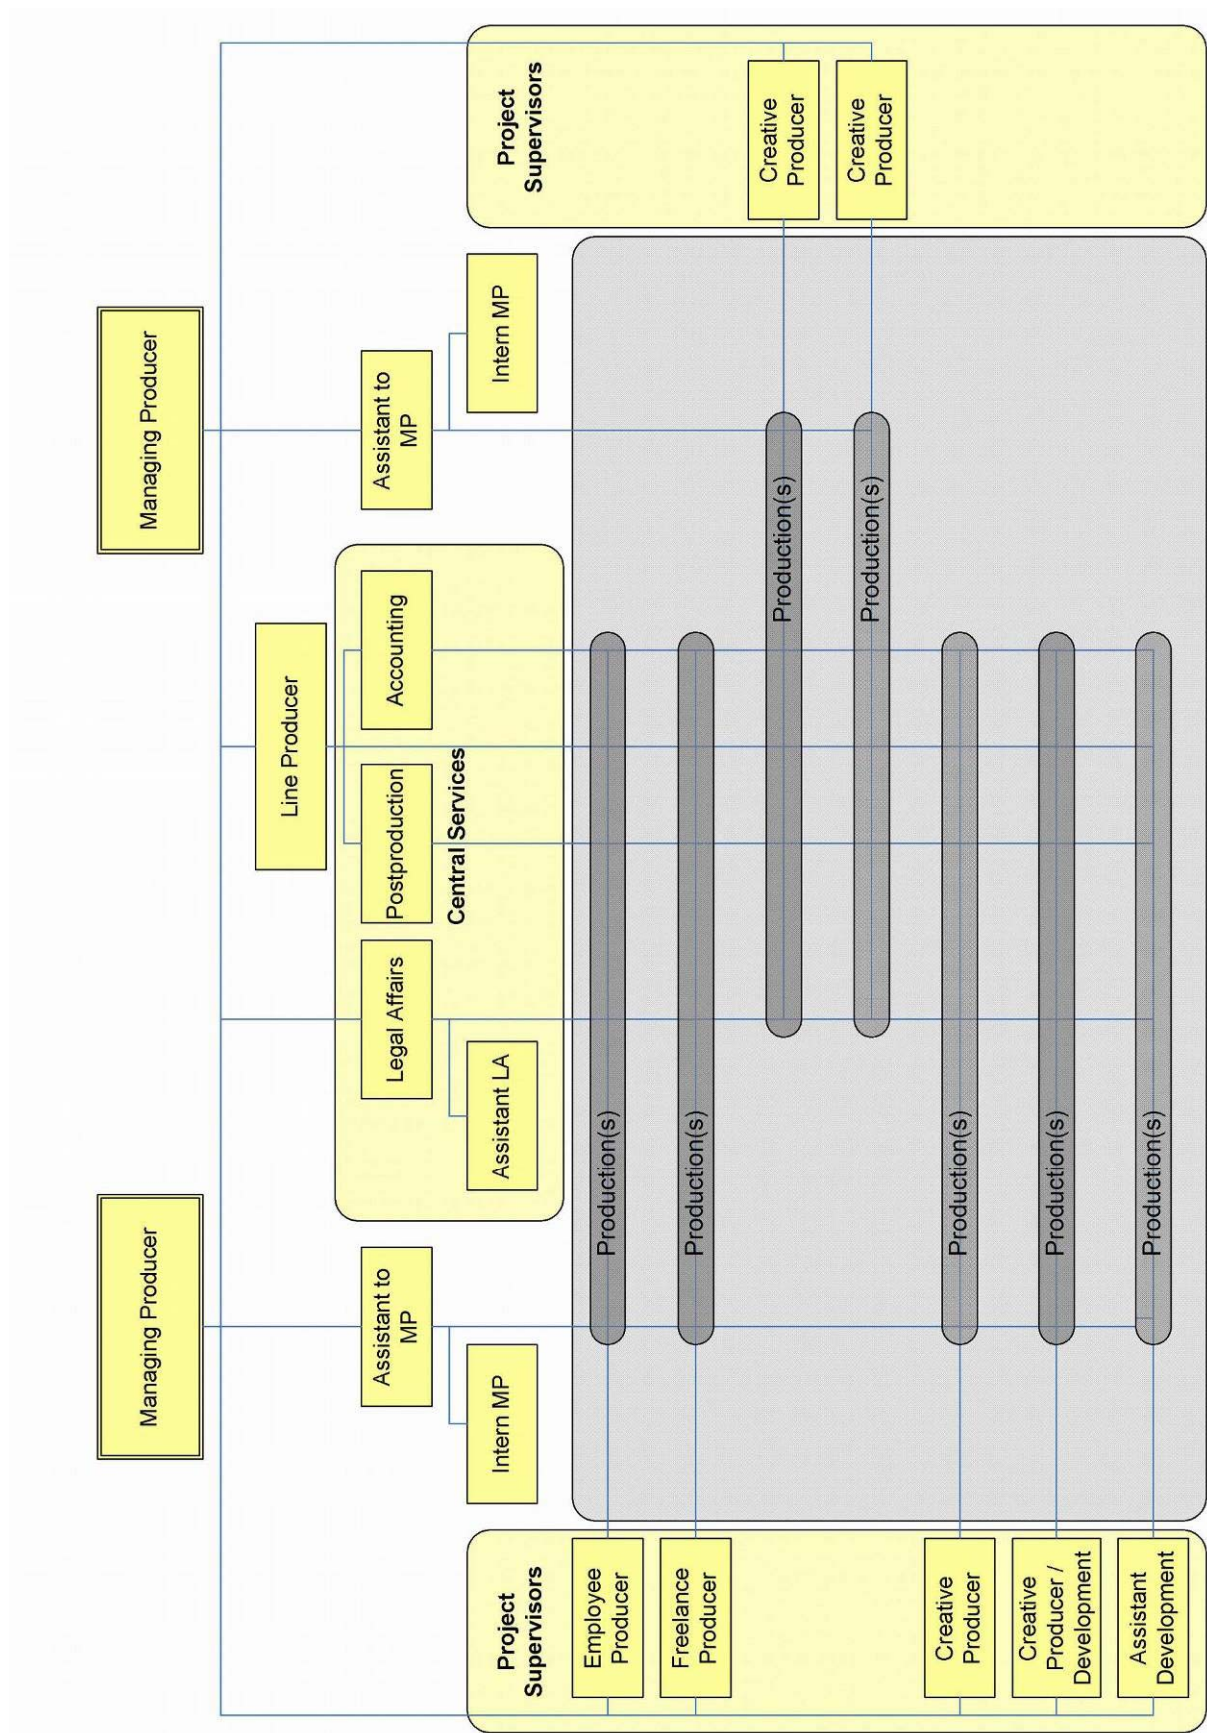 Managing Producer
Managing Producer
Line Producer
Assistant to
MP
Legal Affairs
Postproduction
Accounting
Assistant to
MP
Central Services
Intern MP
Assistant LA
Intern MP
Project
Supervisors
Project
Supervisors
Employee
Producer
Production(s)
Freelance
Producer
Production(s)
Production(s)
Creative
Producer
Production(s)
Creative
Producer
Creative
Producer
Production(s)
Creative
Producer /
Development
Production(s)
Assistant
Development
Production(s)